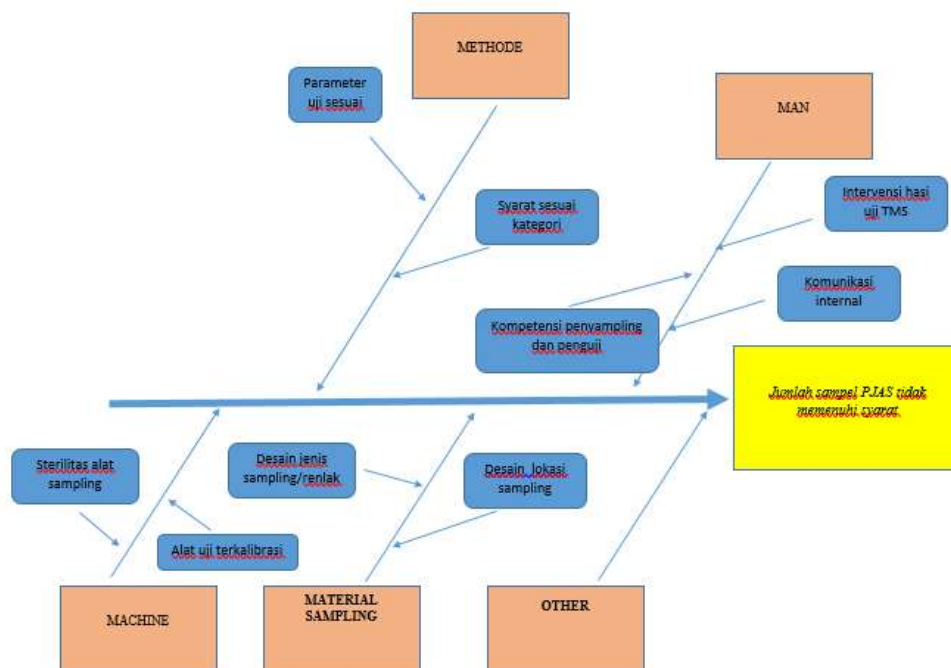 METHODE
Parameter
uji sesuai
MAN
Intervensi hasi
uji TMS
Syarat sesuai
kategori
Komunikasi
internal
Kompetensi penyampling
dan penguji
Jumlah sampel PJAS tidak
memenuhi syarat
Sterilitas alat
sampling
Desain jenis
sampling/renlak
Desain lokasi
sampling
Alat uji terkalibrasi
MACHINE
MATERIAL
SAMPLING
OTHER